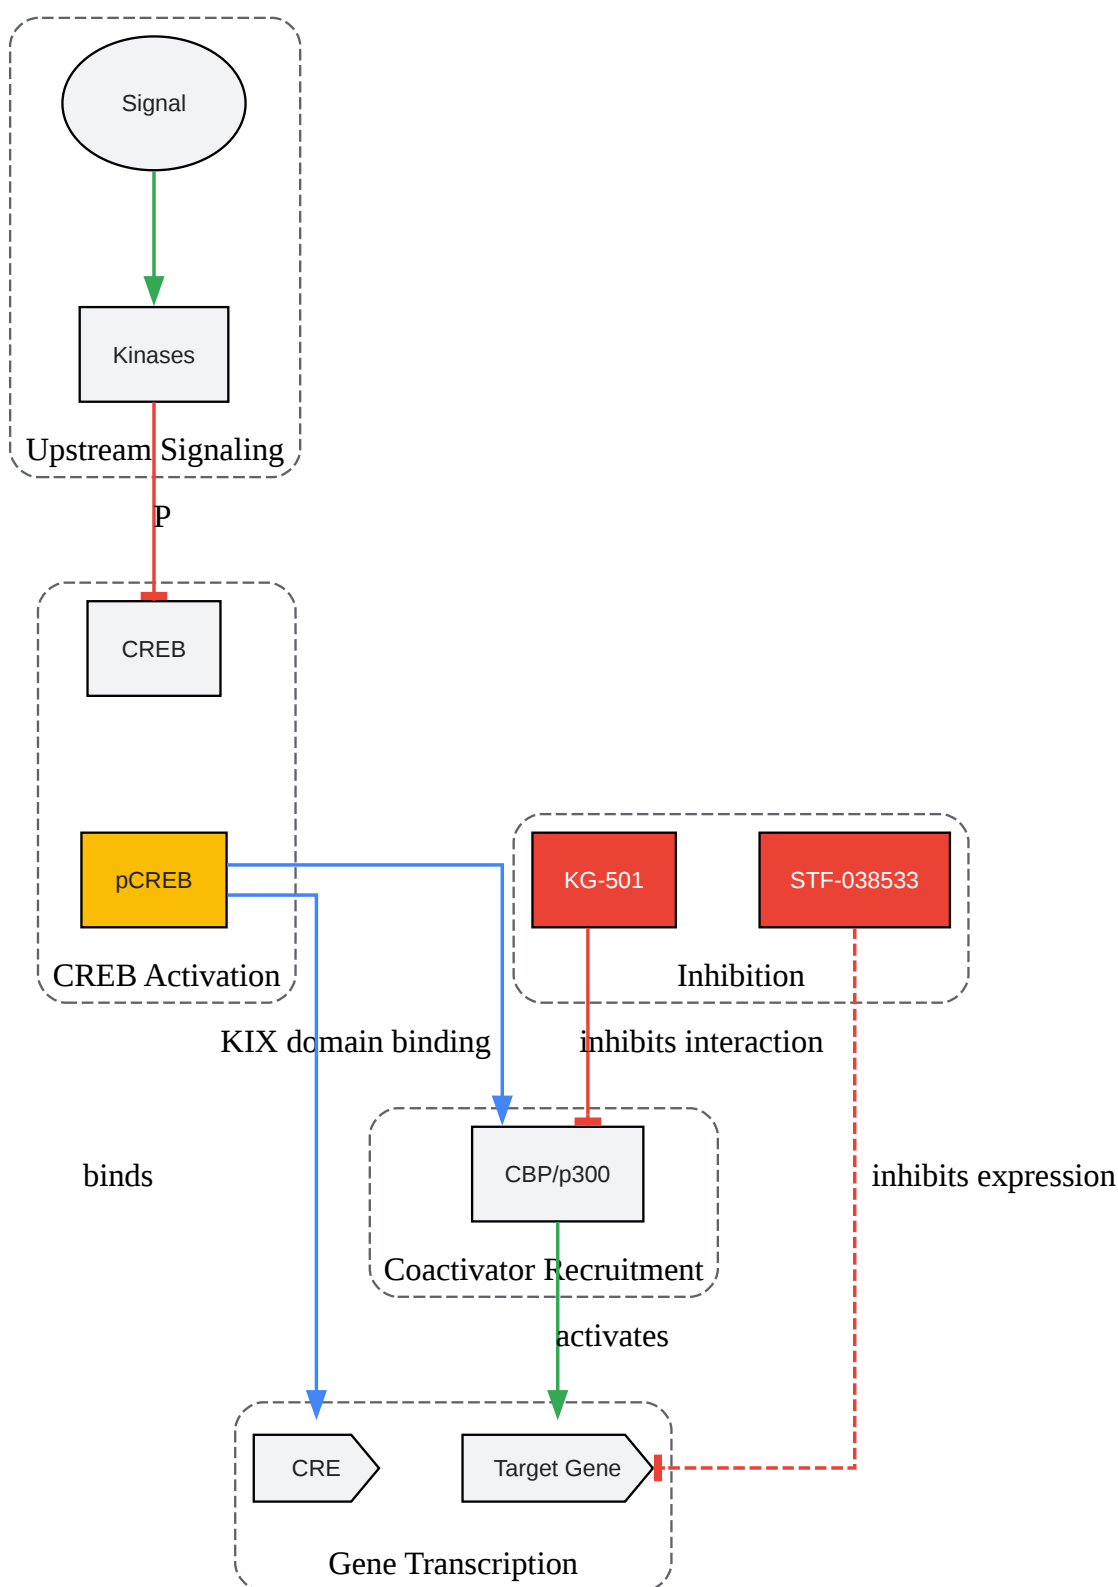 Signal
Kinases
Upstream Signaling
P
CREB
pCREB
CREB Activation
KG-501
STF-038533
Inhibition
KIX domain binding
inhibits interaction
binds
CBP/p300
inhibits expression
Coactivator Recruitment
activates
CRE
Target Gene
Gene Transcription